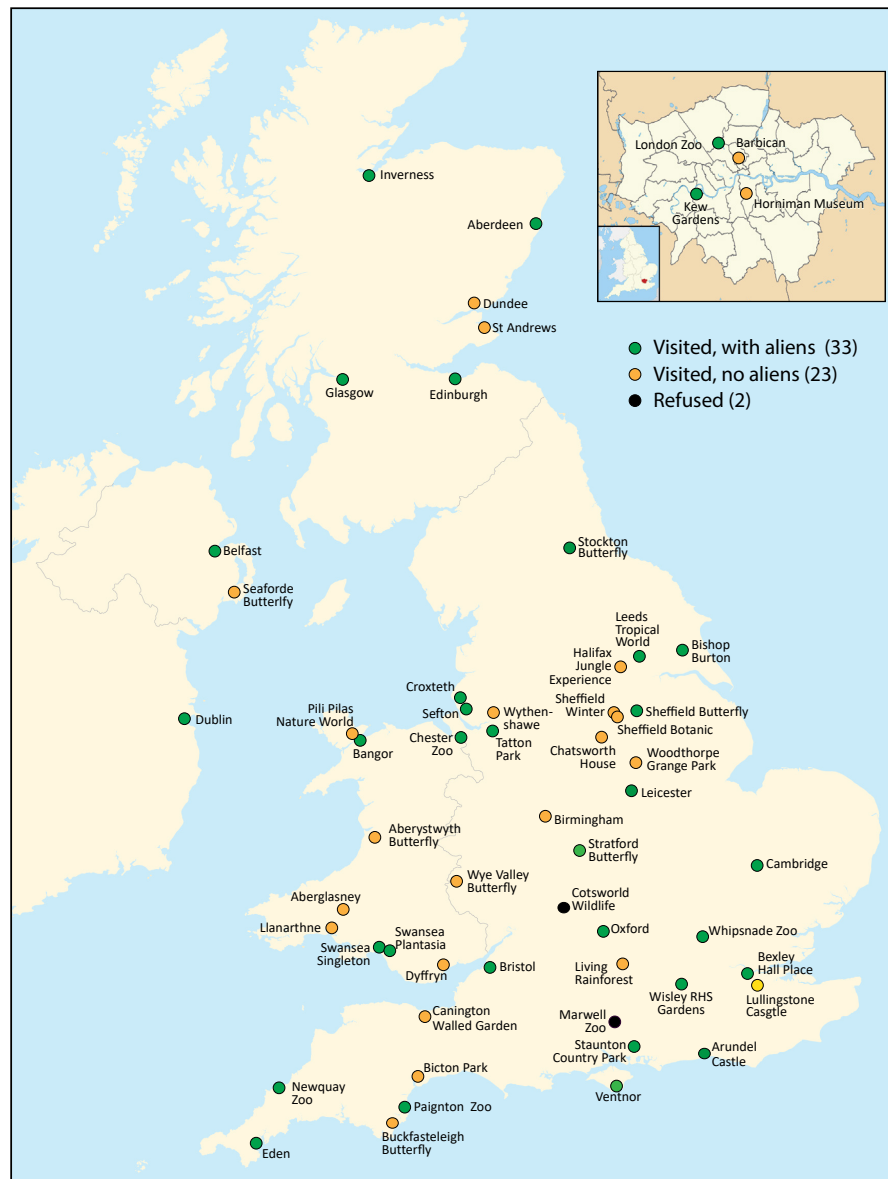 Inverness
Aberdeen
Dundee
St Andrews
Glasgow
Edinburgh
London Zoo
Barbican
Kew
Gardens
Horniman Museum
Visited, with aliens (33)
Visited, no aliens (23)
Refused (2)
Belfast
Seaforde
Butterlfy
Stockton
Butterfly
Leeds
Tropical
World
Bishop
Burton
Halifax
Jungle
Experience
Croxteth
Sefton
Dublin
Pili Pilas
Nature World
Bangor
Chester
Zoo
Wythen-
shawe
Tatton
Park
Sheffield
Winter
Sheffield Butterfly
Sheffield Botanic
Chatsworth
House
Woodthorpe
Grange Park
Leicester
Birmingham
Aberystwyth
Butterfly
Stratford
Butterfly
Cambridge
Wye Valley
Butterfly
Cotsworld
Wildlife
Aberglasney
Llanarthne
Swansea
Singleton
Swansea
Plantasia
Oxford
Whipsnade Zoo
Dyffryn
Bristol
Living
Rainforest
Bexley
Hall Place
Wisley RHS
Gardens
Lullingstone
Casgtle
Canington
Walled Garden
Marwell
Zoo
Staunton
Country Park
Arundel
Castle
Bicton Park
Newquay
Zoo
Paignton Zoo
Ventnor
Buckfasteleigh
Butterfly
Eden